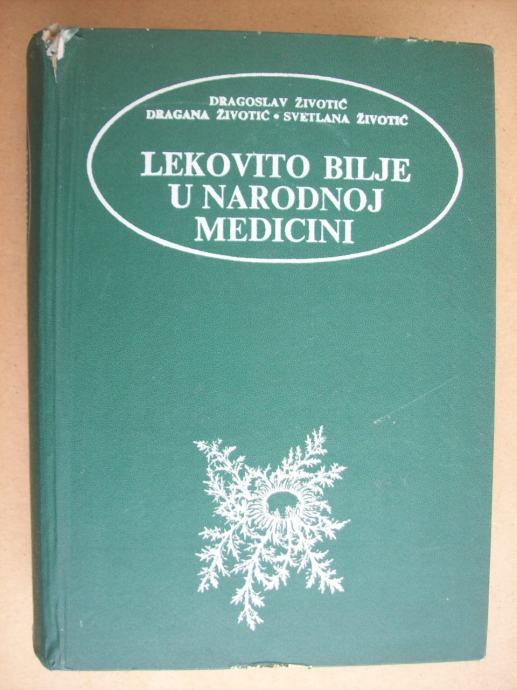 DRAGOSLAV ŽIVOTIĆ
DRAGANA ŽIVOTIĆ • SVETLANA ŽIVOTIĆ
LEKOVITO BILJE
U NARODNOJ
MEDICINI